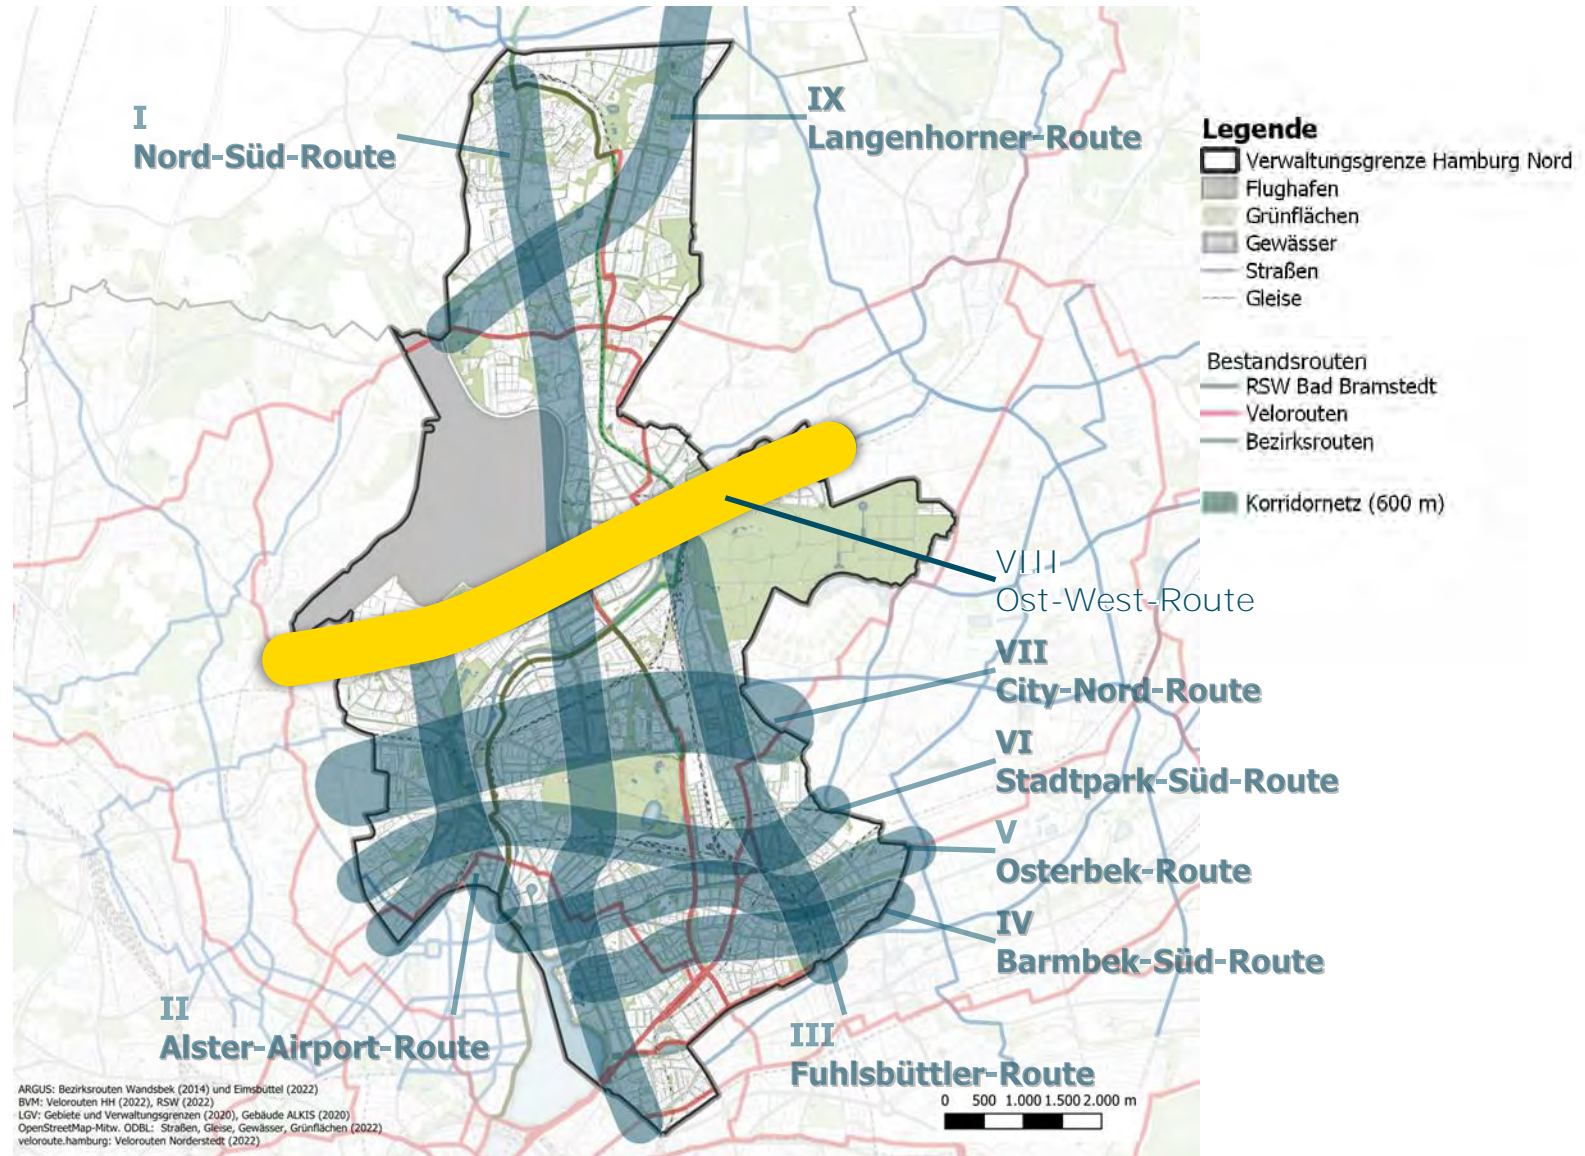 I
Nord-Süd-Route
IX
Langenhorner-Route
Legende
Verwaltungsgrenze Hamburg Nord
Flughafen
Grünflächen
Gewässer
Straßen
Gleise
Bestandsrouten
RSW Bad Bramstedt
Velorouten
Bezirksrouten
Korridornetz (600 m)
VIII
Ost-West-Route
VII
City-Nord-Route
VI
Stadtpark-Süd-Route
V
Osterbek-Route
IV
Barmbek-Süd-Route
II
Alster-Airport-Route
III
Fuhlsbüttler-Route
0 500 1.000 1.500 2.000 m
ARGUS: Bezirksrouten Wandsbek (2014) und Eimsbüttel (2022)
BVM: Velorouten HH (2022), RSW (2022)
LGV: Gebiete und Verwaltungsgrenzen (2020), Gebäude ALKIS (2020)
OpenStreetMap-Mitw. ODBL: Straßen, Gleise, Gewässer, Grünflächen (2022)
veloroute.hamburg: Velorouten Norderstedt (2022)